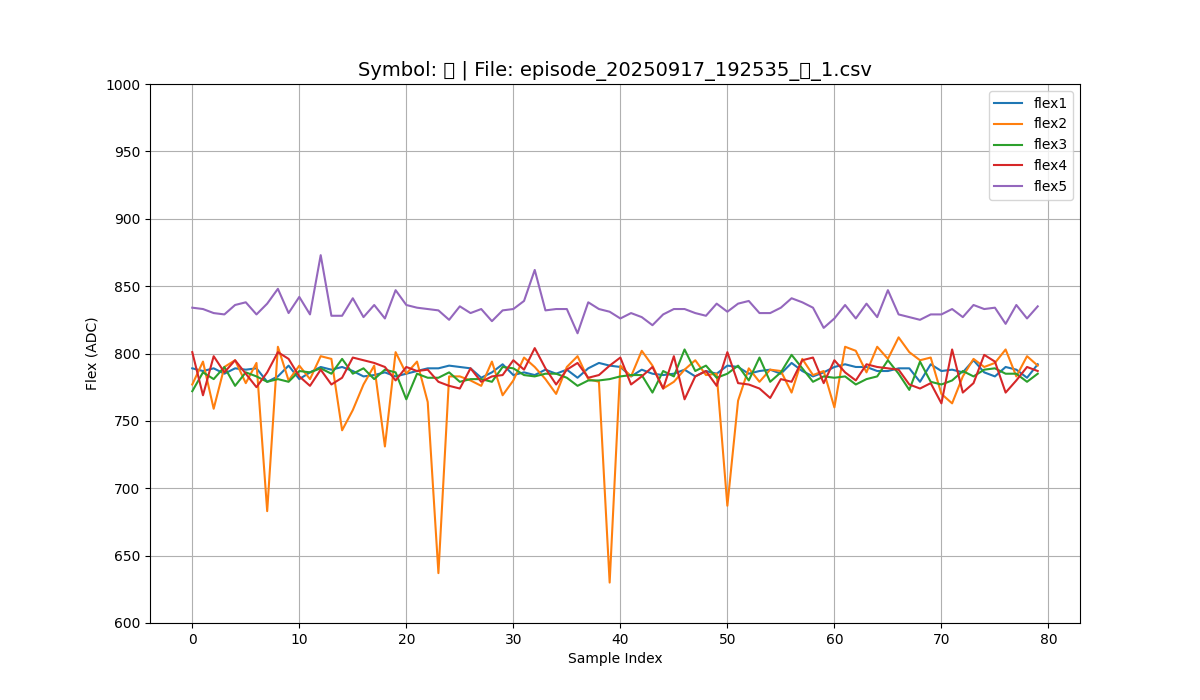 Symbol: ▯ | File: episode_20250917_192535_▯_1.csv
flex1
flex2
flex3
flex4
flex5
Flex (ADC)
1000
950
900
850
800
750
700
650
600
0 10 20 30 40 50 60 70 80
Sample Index